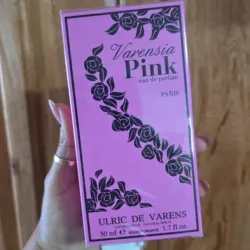 Varensia
Pink
eau de parfum
PARIS
ULRIC DE VARENS
50 ml e 1.7 fl.oz.